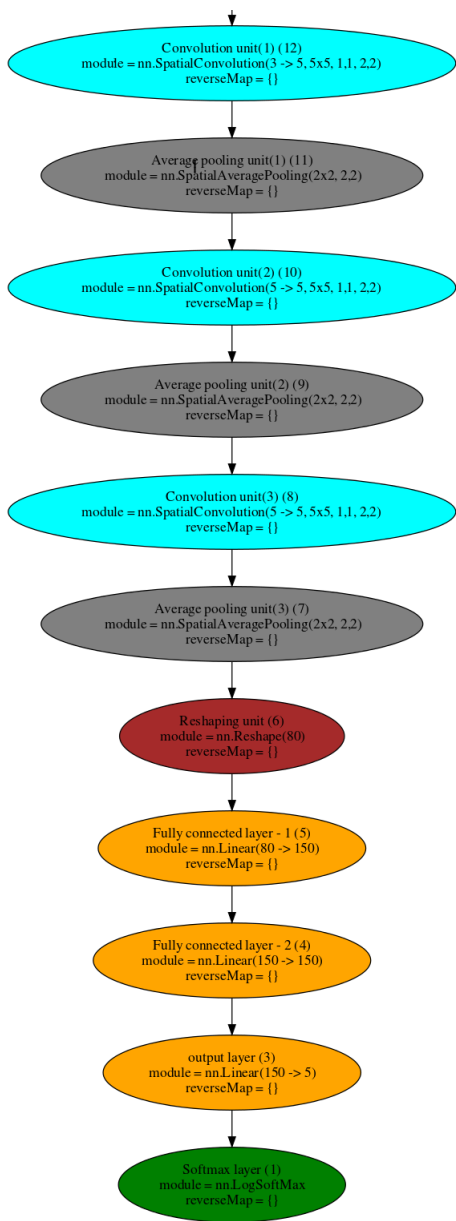 Convolution unit(1) (12)
module = nn.SpatialConvolution(3 -> 5, 5x5, 1,1, 2,2)
reverseMap = {}
Average pooling unit(1) (11)
module = nn.SpatialAveragePooling(2x2, 2,2)
reverseMap = {}
Convolution unit(2) (10)
module = nn.SpatialConvolution(5 -> 5, 5x5, 1,1, 2,2)
reverseMap = {}
Average pooling unit(2) (9)
module = nn.SpatialAveragePooling(2x2, 2,2)
reverseMap = {}
Convolution unit(3) (8)
module = nn.SpatialConvolution(5 -> 5, 5x5, 1,1, 2,2)
reverseMap = {}
Average pooling unit(3) (7)
module = nn.SpatialAveragePooling(2x2, 2,2)
reverseMap = {}
Reshaping unit (6)
module = nn.Reshape(80)
reverseMap = {}
Fully connected layer - 1 (5)
module = nn.Linear(80 -> 150)
reverseMap = {}
Fully connected layer - 2 (4)
module = nn.Linear(150 -> 150)
reverseMap = {}
output layer (3)
module = nn.Linear(150 -> 5)
reverseMap = {}
Softmax layer (1)
module = nn.LogSoftMax
reverseMap = {}